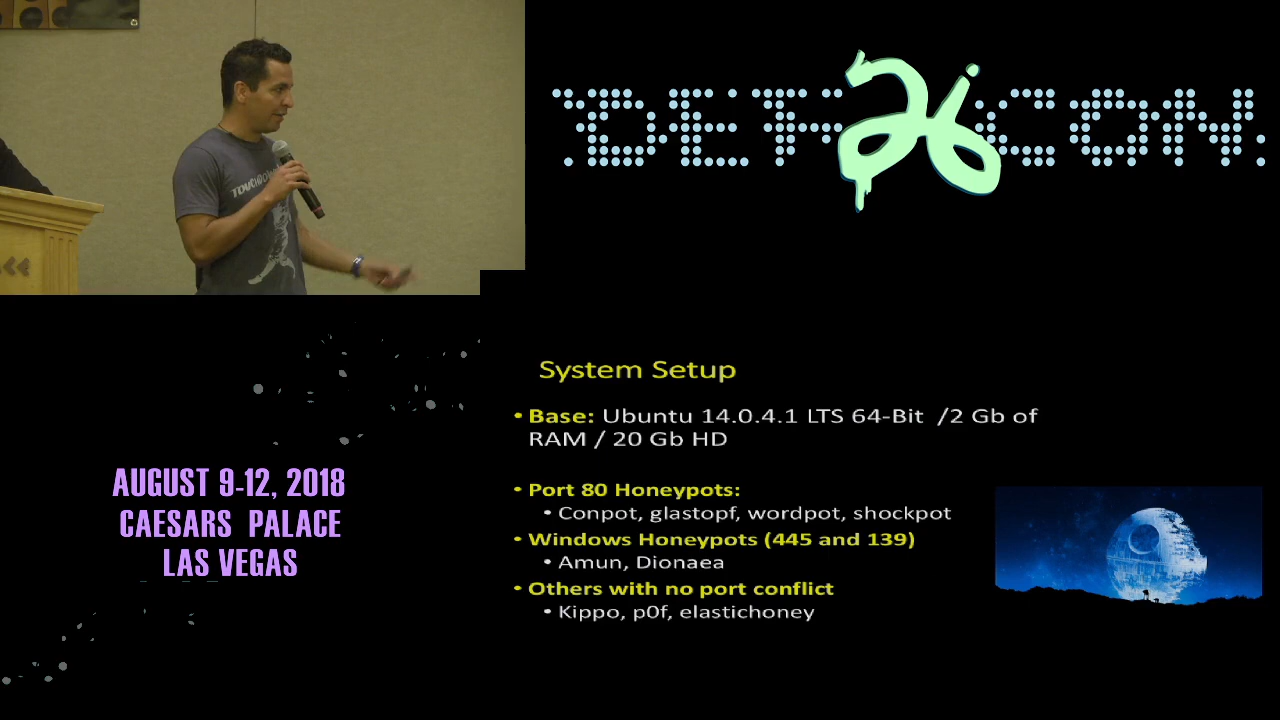 DEF 26 CON
TOUCHDOWN
System Setup
• Base: Ubuntu 14.0.4.1 LTS 64-Bit /2 Gb of
RAM / 20 Gb HD
• Port 80 Honeypots:
• Conpot, glastopf, wordpot, shockpot
• Windows Honeypots (445 and 139)
• Amun, Dionaea
• Others with no port conflict
• Kippo, p0f, elastichoney
AUGUST 9-12, 2018
CAESARS PALACE
LAS VEGAS